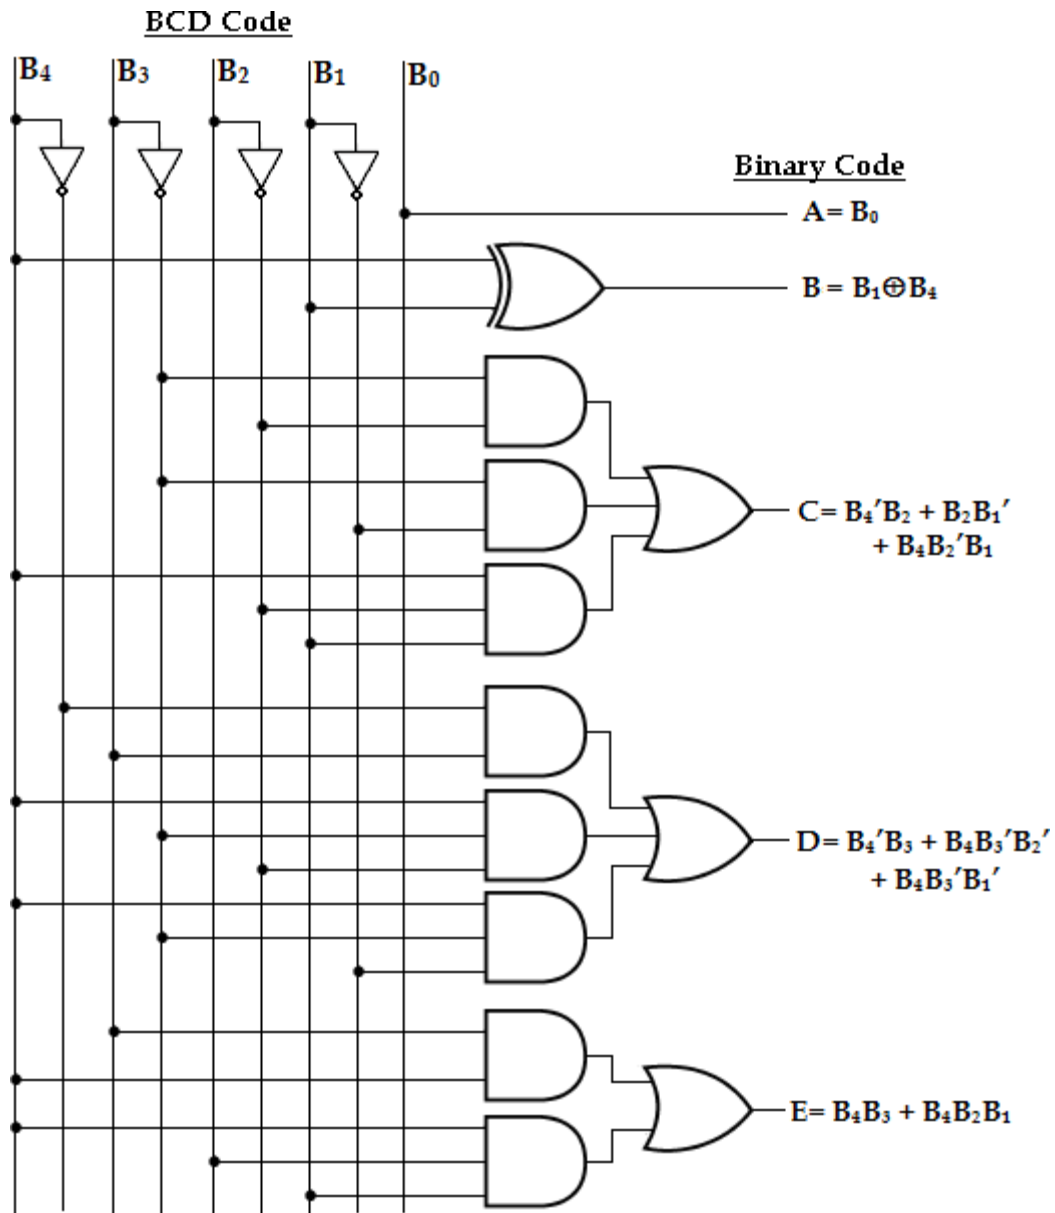 BCD Code
B₄ B₃ B₂ B₁ B₀
Binary Code
A= B₀
B = B₁⊕B₄
C= B₄′B₂ + B₂B₁′
+ B₄B₂′B₁
D= B₄′B₃ + B₄B₃′B₂′
+ B₄B₃′B₁′
E= B₄B₃ + B₄B₂B₁